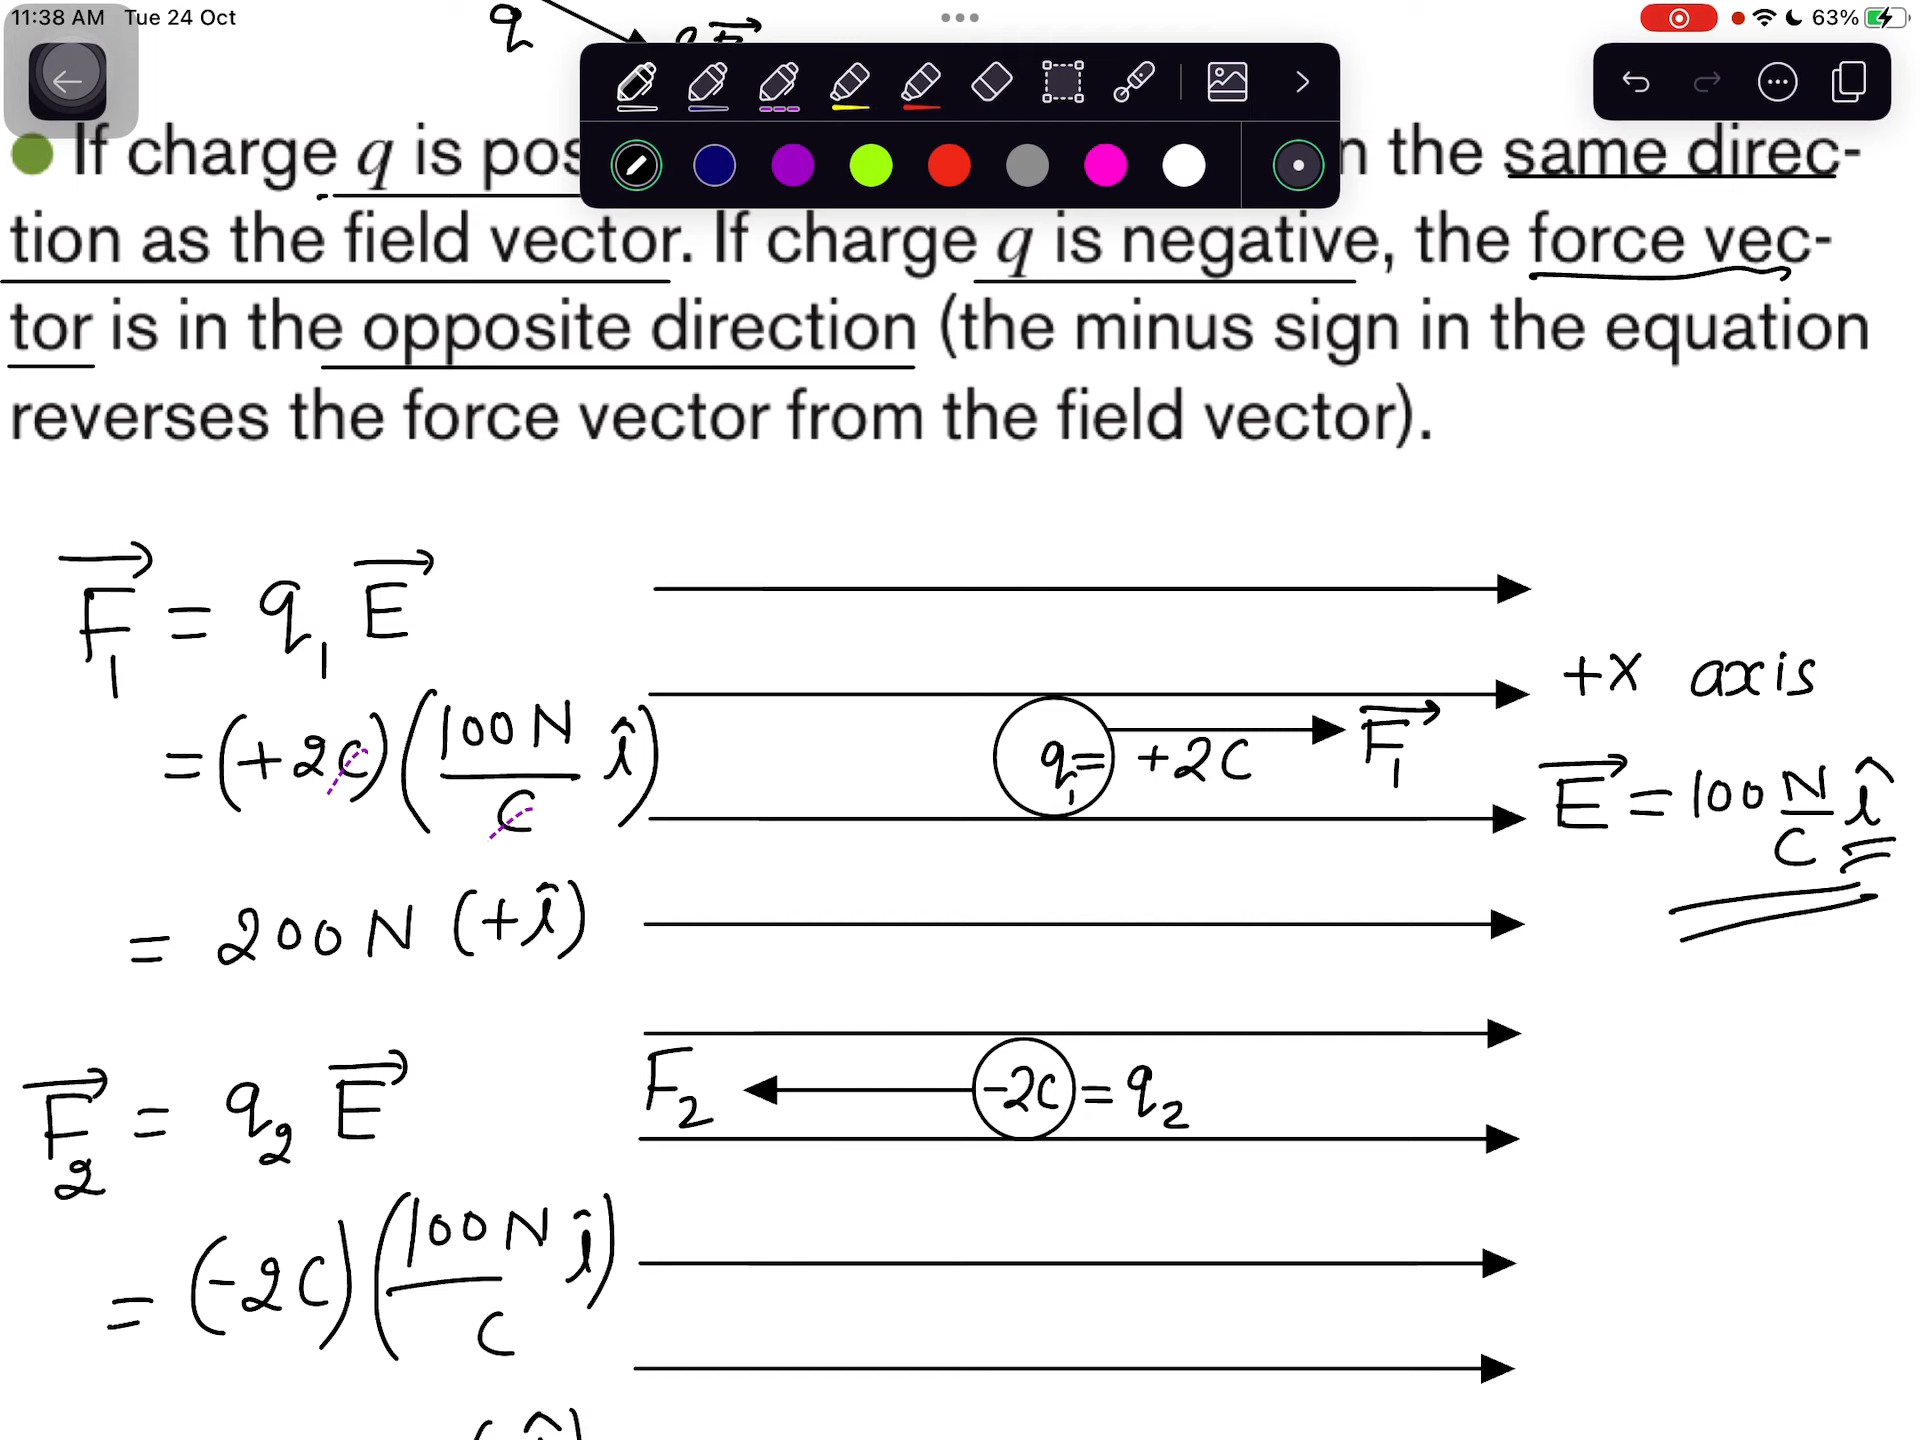 11:38 AM Tue 24 Oct
63%
q
If charge q is pos n the same direc-
tion as the field vector. If charge q is negative, the force vec-
tor is in the opposite direction (the minus sign in the equation
reverses the force vector from the field vector).
F₁ = q₁ E
= (+2C) (100 N/C î)
= 200 N (+î)
q₁ = +2C F₁
+X axis
E = 100 N/C î
F₂ = q₂ E
F₂ -2C = q₂
= (-2C) (100 N/C î)